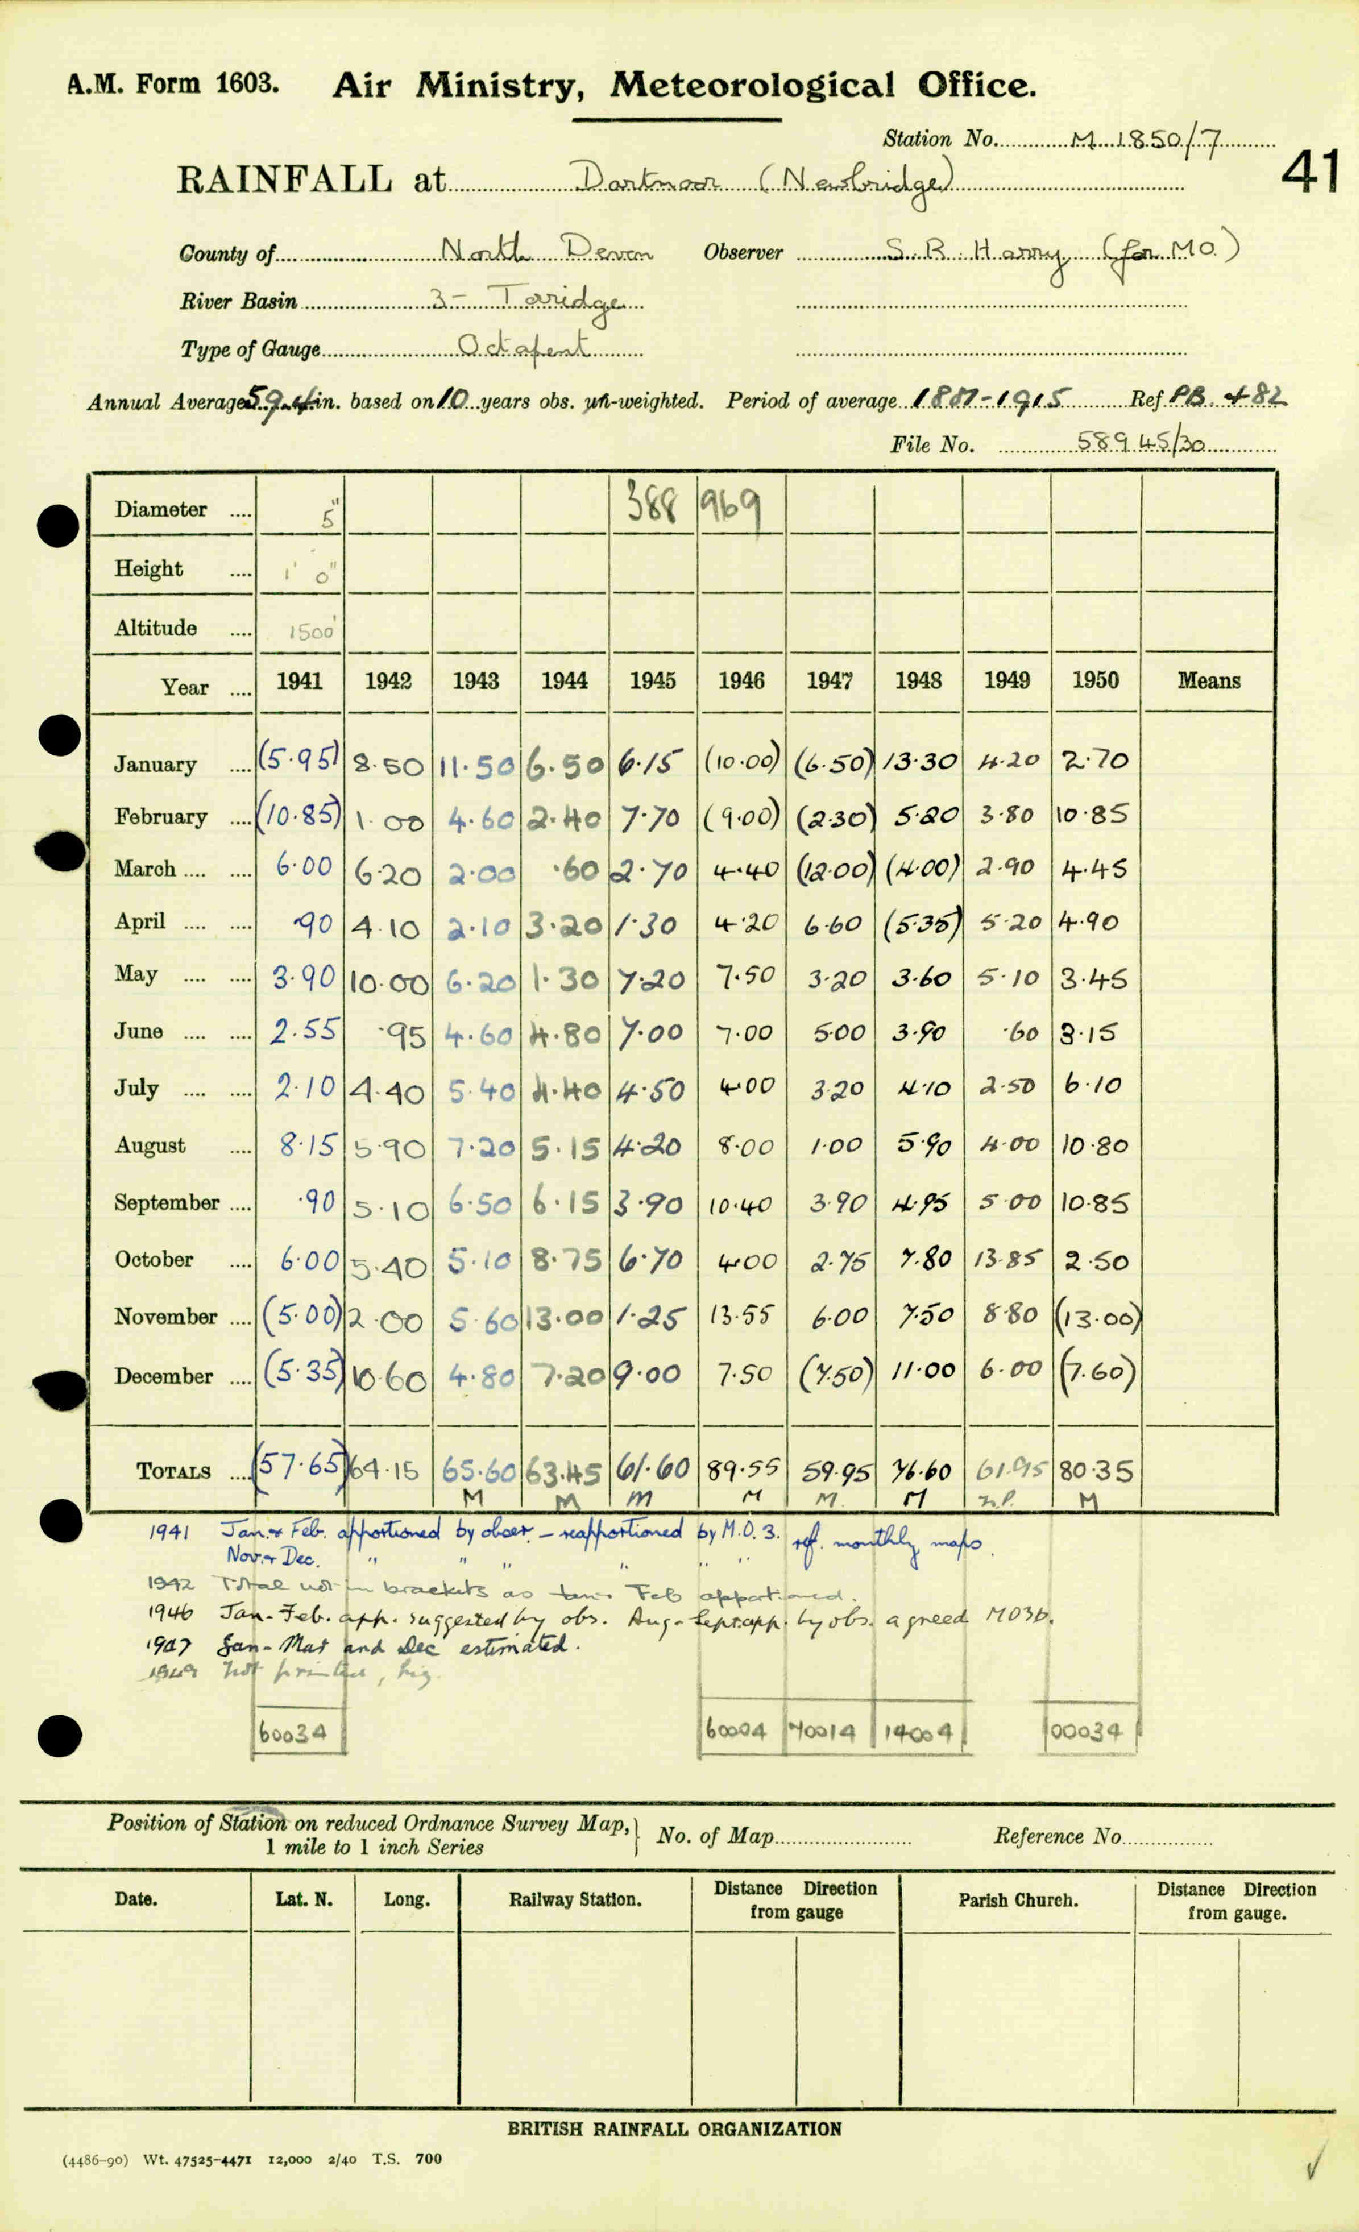 A.M. Form 1603. Air Ministry, Meteorological Office.
Station No. M 1850/7
41
RAINFALL at Dartmoor (Newbridge)
County of North Devon Observer S. R. Harry (for M.O.)
River Basin 3 - Torridge
Type of Gauge Octapent
Annual Average 59.4 in. based on 10 years obs. un-weighted. Period of average 1881-1915 Ref. PB. 482
File No. 58945/30
Diameter .... 5" 388 969
Height .... 1' 0"
Altitude .... 1500'
Year .... 1941 1942 1943 1944 1945 1946 1947 1948 1949 1950 Means
January .... (5.95) 8.50 11.50 6.50 6.15 (10.00) (6.50) 13.30 4.20 2.70
February .... (10.85) 1.00 4.60 2.40 7.70 (9.00) (2.30) 5.20 3.80 10.85
March .... .... 6.00 6.20 2.00 .60 2.70 4.40 (12.00) (4.00) 2.90 4.45
April .... .... .90 4.10 2.10 3.20 1.30 4.20 6.60 (5.35) 5.20 4.90
May .... .... 3.90 10.00 6.20 1.30 7.20 7.50 3.20 3.60 5.10 3.45
June .... .... 2.55 .95 4.60 4.80 7.00 7.00 5.00 3.90 .60 3.15
July .... .... 2.10 4.40 5.40 4.40 4.50 4.00 3.20 4.10 2.50 6.10
August .... 8.15 5.90 7.20 5.15 4.20 8.00 1.00 5.90 4.00 10.80
September .... .90 5.10 6.50 6.15 3.90 10.40 3.90 4.95 5.00 10.85
October .... 6.00 5.40 5.10 8.75 6.70 4.00 2.75 7.80 13.85 2.50
November .... (5.00) 2.00 5.60 13.00 1.25 13.55 6.00 7.50 8.80 (13.00)
December .... (5.35) 10.60 4.80 7.20 9.00 7.50 (7.50) 11.00 6.00 (7.60)
TOTALS .... (57.65) 64.15 65.60 63.45 61.60 89.55 59.95 76.60 61.95 80.35
M M M M M M n.p. M
1941 Jan. & Feb. apportioned by obser. - reapportioned by M.O.3. ref. monthly maps.
Nov. & Dec. " " " " " "
1942 Total not in brackets as Feb apportioned.
1946 Jan-Feb. app. suggested by obs. Aug-Sept app. by obs. agreed MO3b.
1947 Jan-Mar and Dec estimated.
1949 Not printed, hig.
60034 60004 70014 14004 00034
Position of Station on reduced Ordnance Survey Map,
1 mile to 1 inch Series
No. of Map Reference No.
Date. Lat. N. Long. Railway Station. Distance from gauge Direction Parish Church. Distance Direction from gauge.
BRITISH RAINFALL ORGANIZATION
(4486-90) Wt. 47525-4471 12,000 2/40 T.S. 700